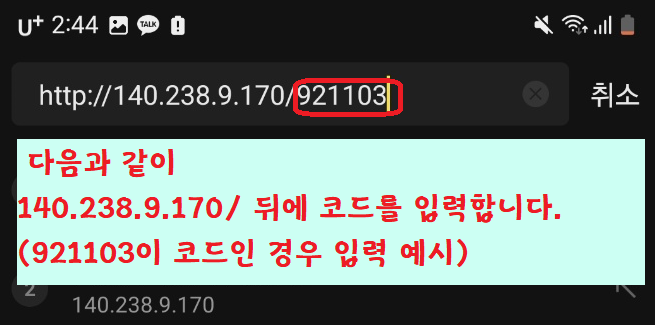 U+ 2:44 TALK
http://140.238.9.170/921103 취소
다음과 같이
140.238.9.170/ 뒤에 코드를 입력합니다.
(921103이 코드인 경우 입력 예시)
2
140.238.9.170